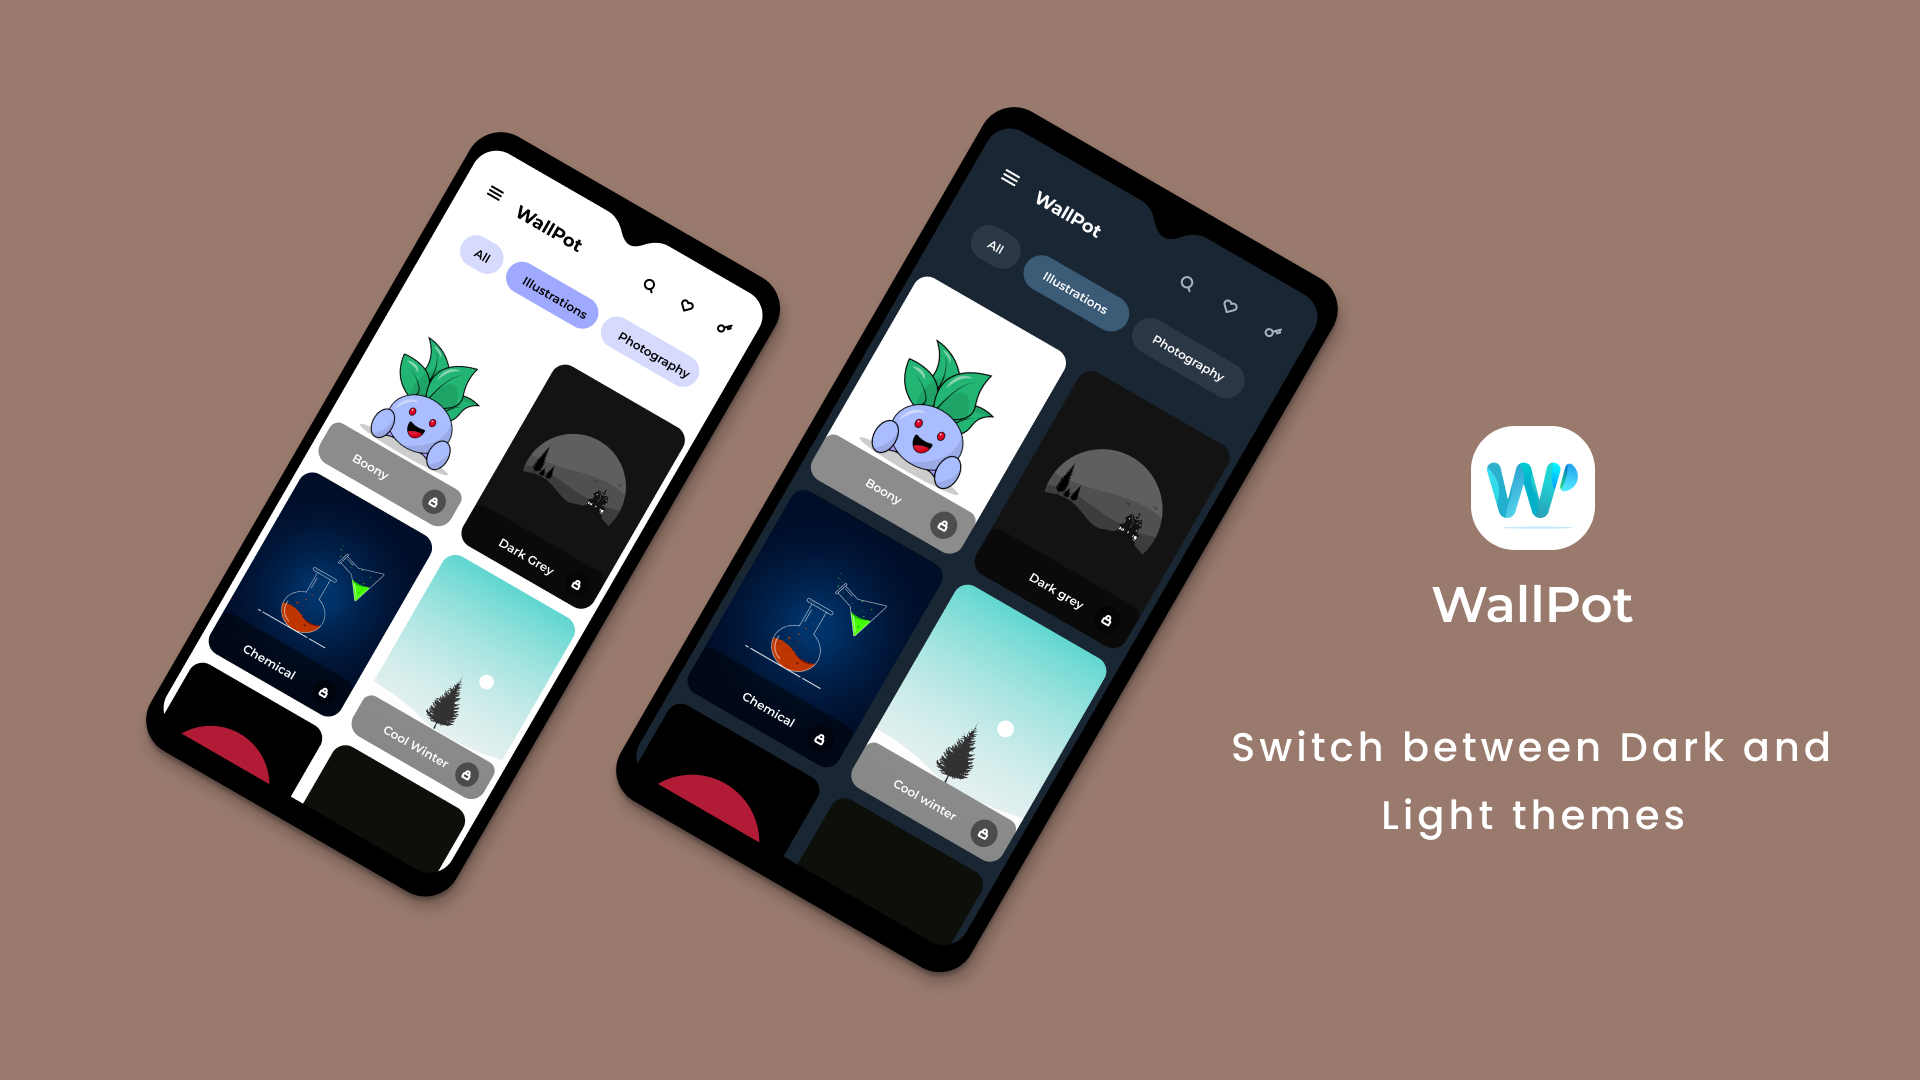 WallPot
All
Illustrations
Photography
Boony
Dark Grey
Chemical
Cool Winter
WallPot
All
Illustrations
Photography
Boony
Dark grey
Chemical
Cool winter
W
WallPot
Switch between Dark and
Light themes